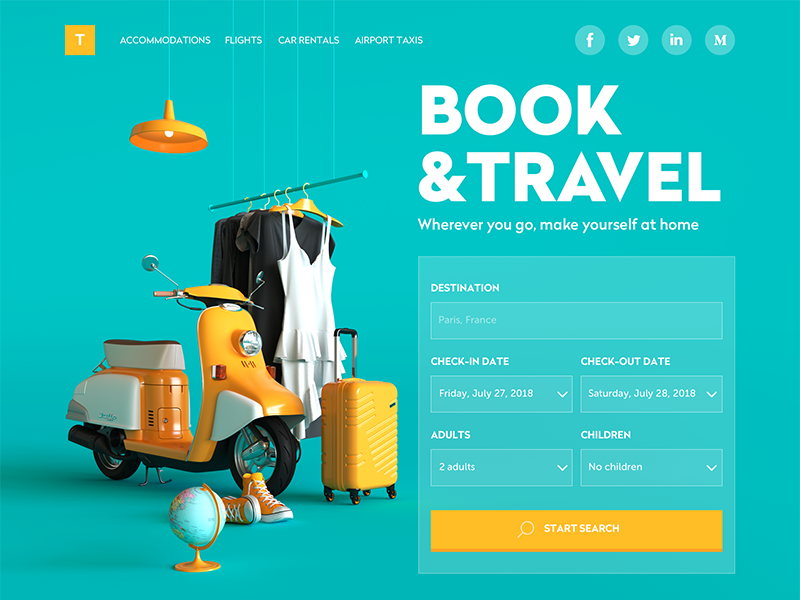 T
ACCOMMODATIONS FLIGHTS CAR RENTALS AIRPORT TAXIS
BOOK
&TRAVEL
Wherever you go, make yourself at home
DESTINATION
Paris, France
CHECK-IN DATE CHECK-OUT DATE
Friday, July 27, 2018 Saturday, July 28, 2018
ADULTS CHILDREN
2 adults No children
START SEARCH